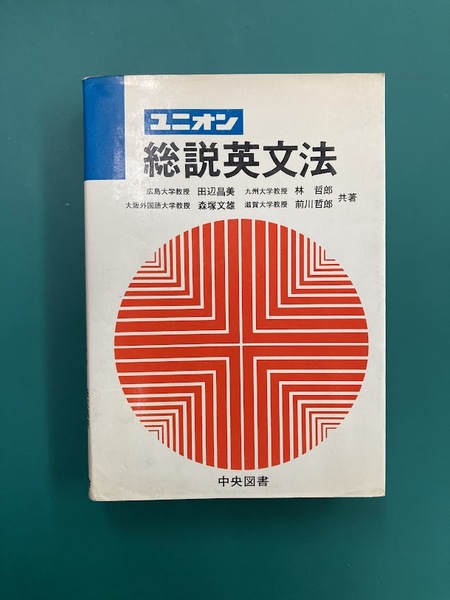 ユニオン
総説英文法
広島大学教授 田辺昌美 九州大学教授 林 哲郎
大阪外国語大学教授 森塚文雄 滋賀大学教授 前川哲郎 共著
中央図書